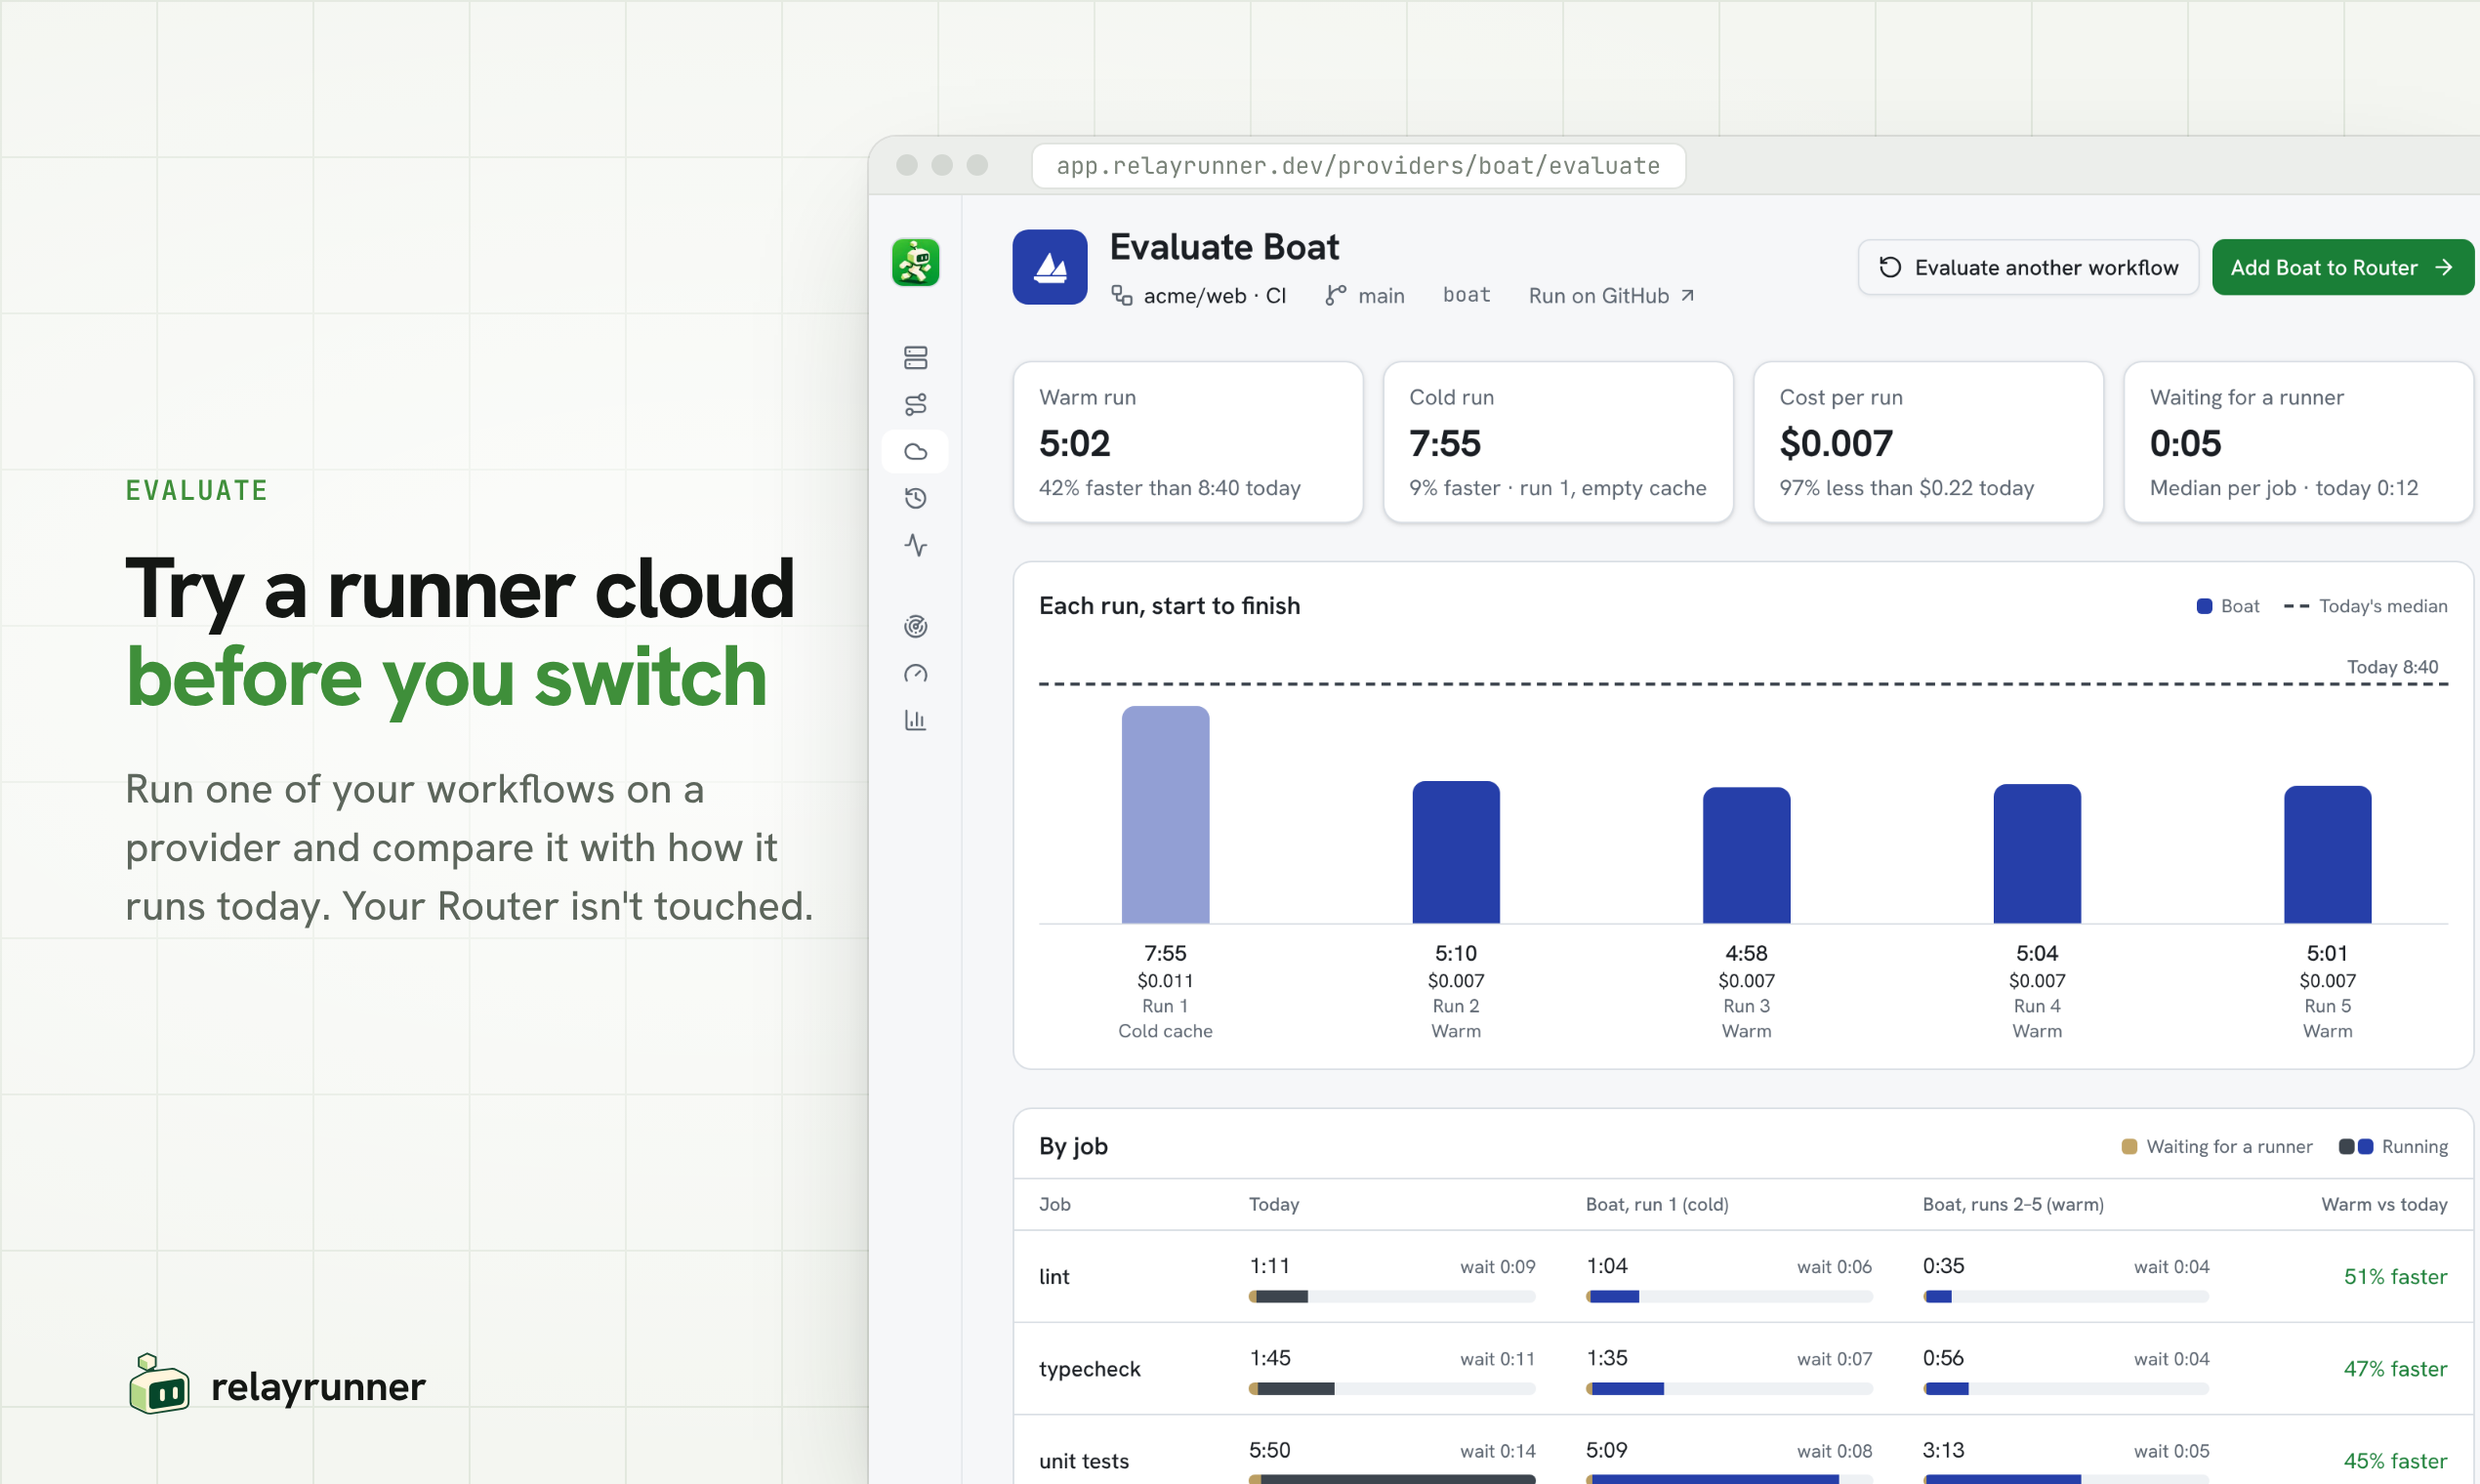 EVALUATE
Try a runner cloud
before you switch
Run one of your workflows on a
provider and compare it with how it
runs today. Your Router isn't touched.
relayrunner
app.relayrunner.dev/providers/boat/evaluate
Evaluate Boat
acme/web · CI main boat Run on GitHub
Evaluate another workflow
Add Boat to Router
Warm run
5:02
42% faster than 8:40 today
Cold run
7:55
9% faster · run 1, empty cache
Cost per run
$0.007
97% less than $0.22 today
Waiting for a runner
0:05
Median per job · today 0:12
Each run, start to finish
Boat Today's median
Today 8:40
7:55
$0.011
Run 1
Cold cache
5:10
$0.007
Run 2
Warm
4:58
$0.007
Run 3
Warm
5:04
$0.007
Run 4
Warm
5:01
$0.007
Run 5
Warm
By job
Waiting for a runner Running
Job Today Boat, run 1 (cold) Boat, runs 2–5 (warm) Warm vs today
lint 1:11 wait 0:09 1:04 wait 0:06 0:35 wait 0:04 51% faster
typecheck 1:45 wait 0:11 1:35 wait 0:07 0:56 wait 0:04 47% faster
unit tests 5:50 wait 0:14 5:09 wait 0:08 3:13 wait 0:05 45% faster